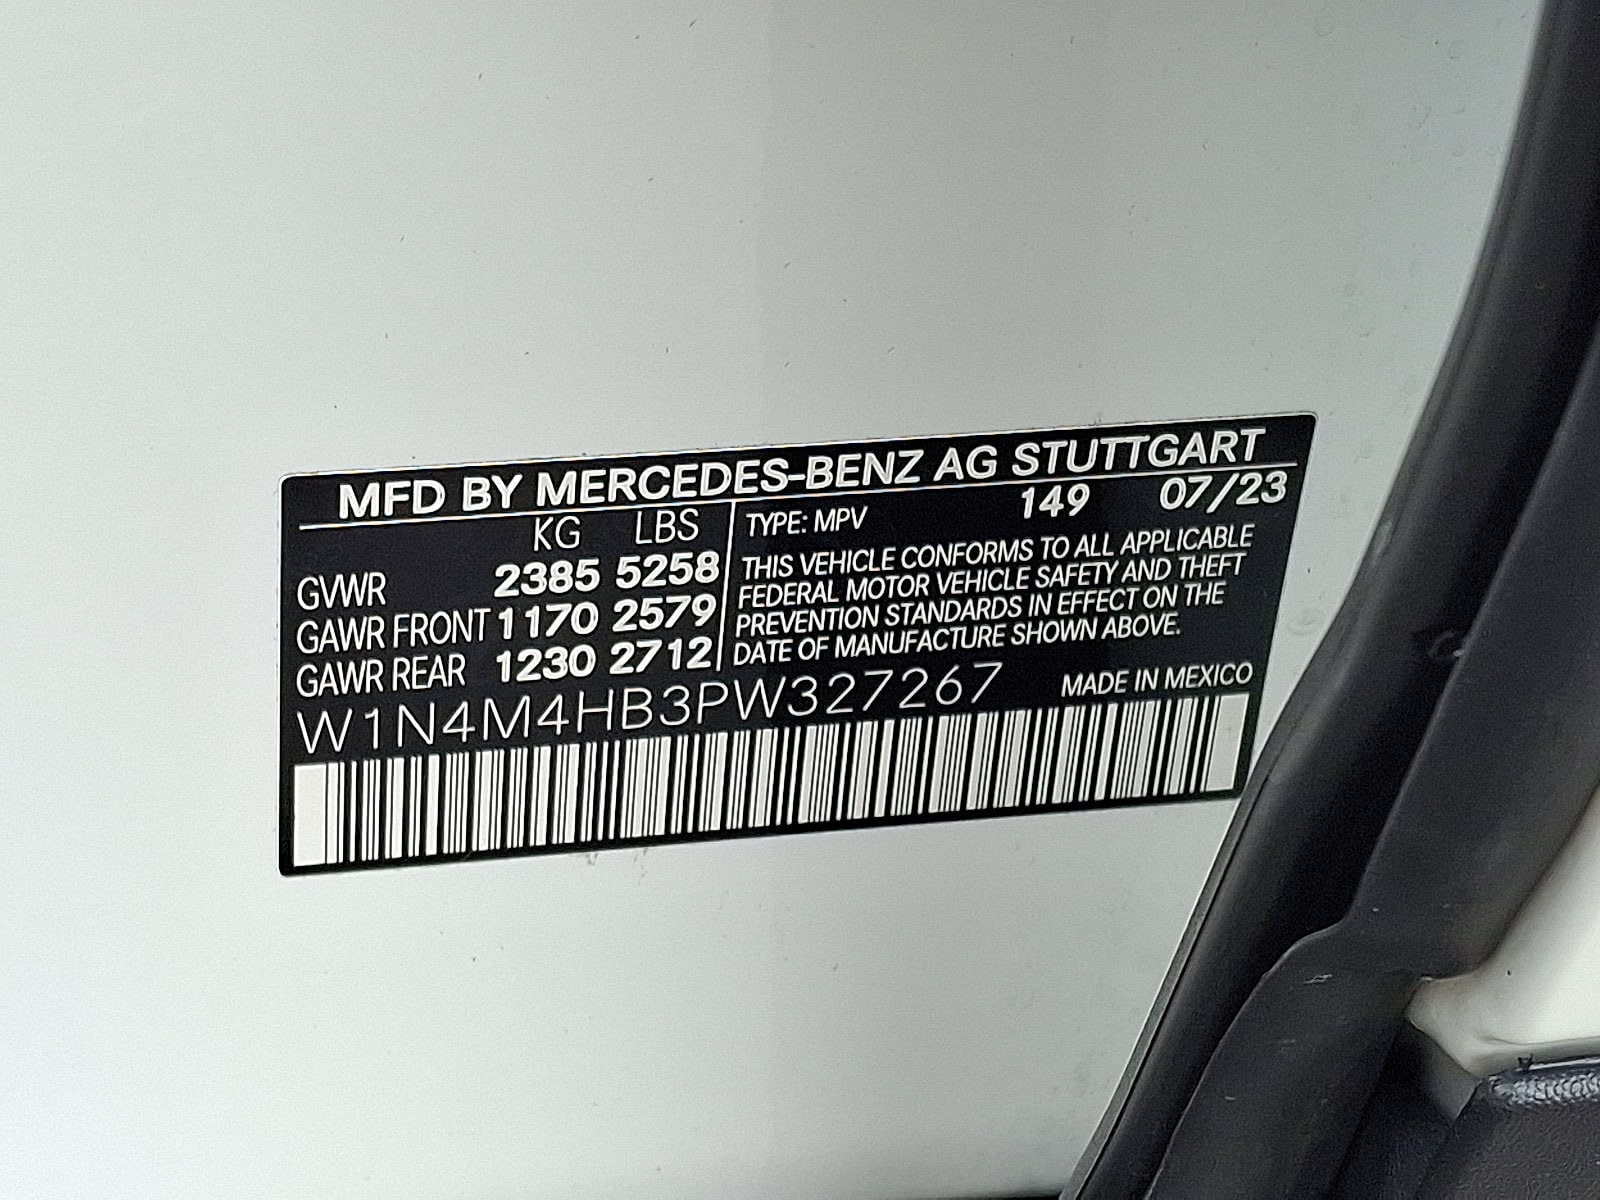 MFD BY MERCEDES-BENZ AG STUTTGART
KG LBS
GVWR 2385 5258
GAWR FRONT 1170 2579
GAWR REAR 1230 2712
TYPE: MPV 149 07/23
THIS VEHICLE CONFORMS TO ALL APPLICABLE
FEDERAL MOTOR VEHICLE SAFETY AND THEFT
PREVENTION STANDARDS IN EFFECT ON THE
DATE OF MANUFACTURE SHOWN ABOVE.
W1N4M4HB3PW327267 MADE IN MEXICO